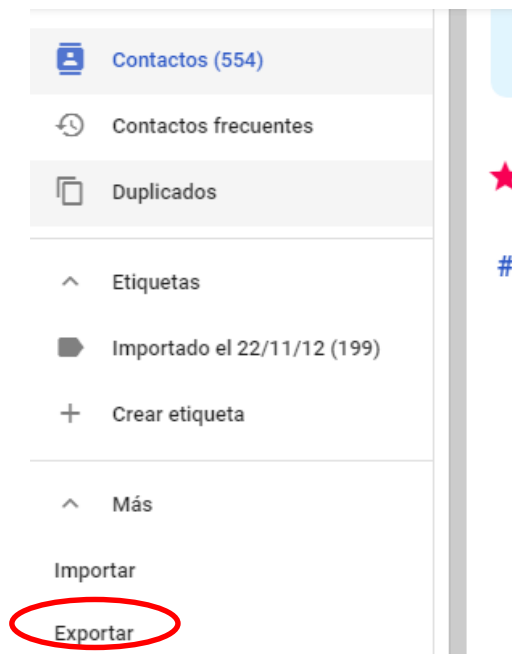 Contactos (554)
Contactos frecuentes
Duplicados
Etiquetas
#
Importado el 22/11/12 (199)
Crear etiqueta
Más
Importar
Exportar